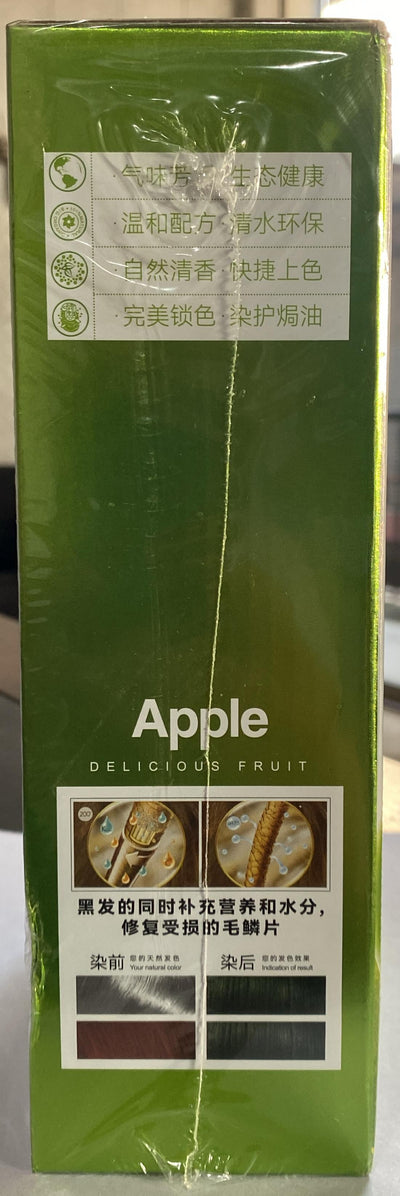 ·气味芳 ·生态健康
·温和配方·清水环保
·自然清香·快捷上色
·完美锁色·染护焗油
Apple
DELICIOUS FRUIT
黑发的同时补充营养和水分，
修复受损的毛鳞片
染前 您的天然发色 Your natural color
染后 您的发色效果 Indication of result